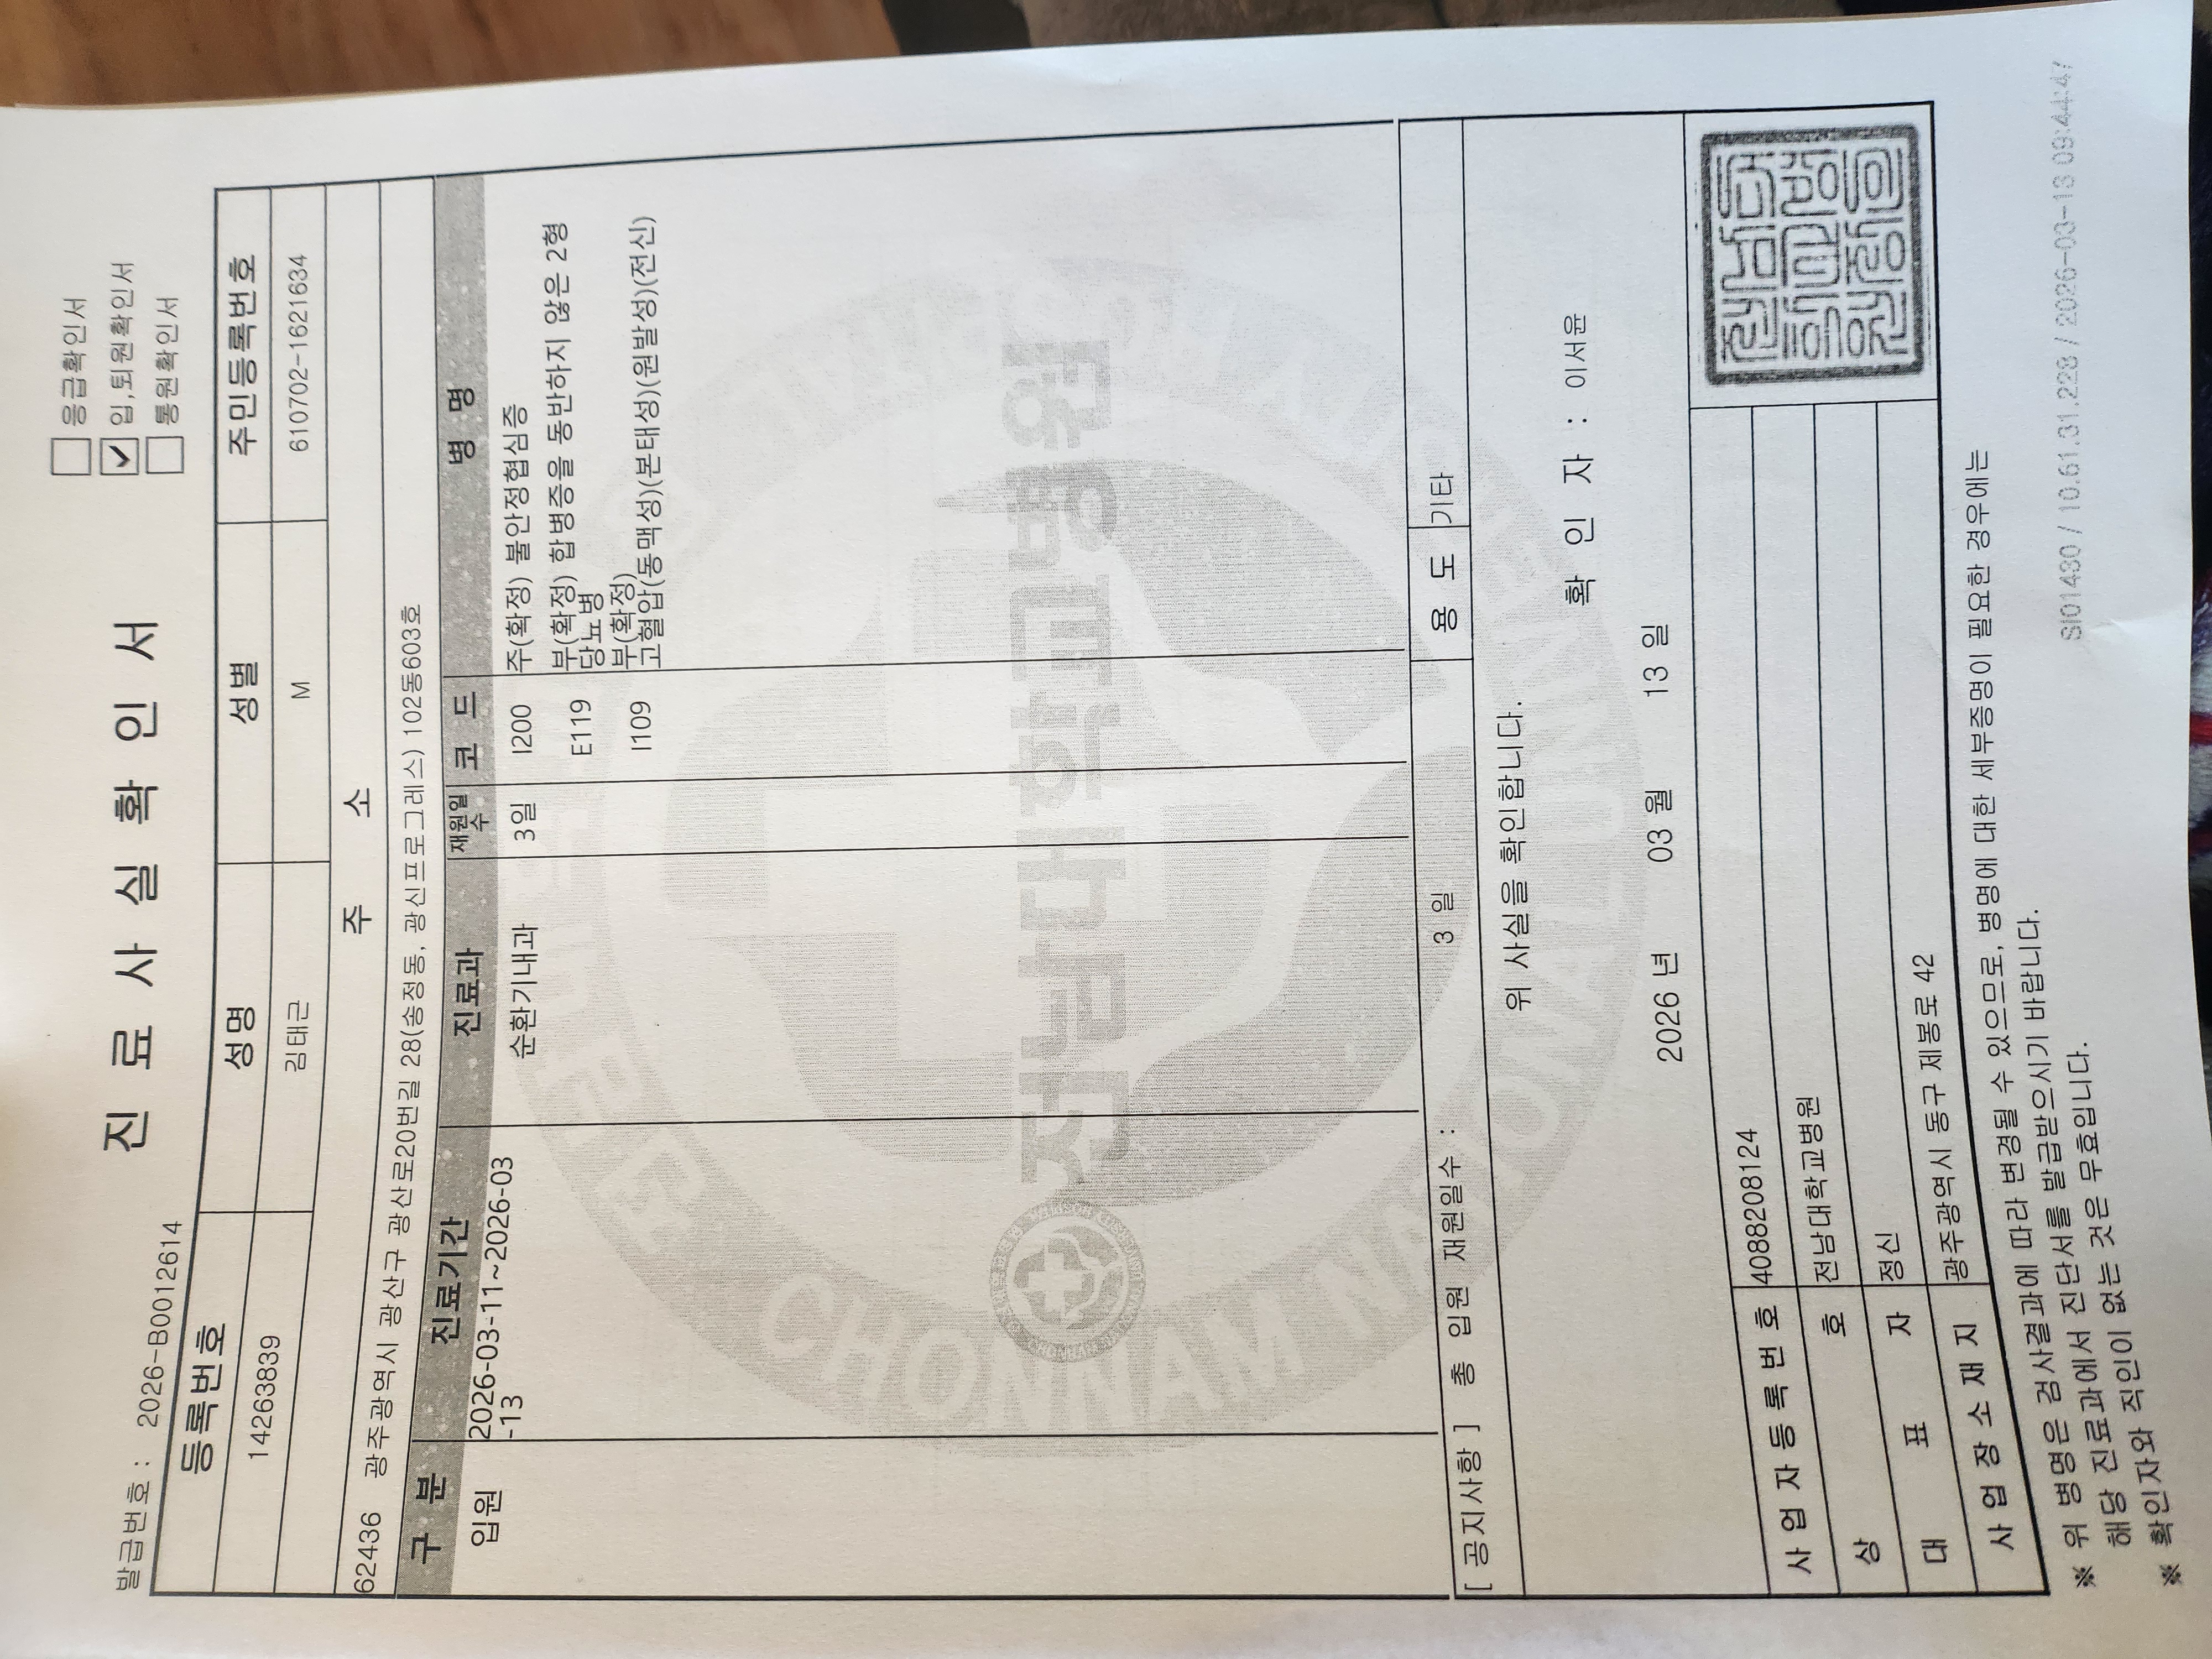 발급번호 : 2026-B0012614
진 료 사 실 확 인 서
응급확인서
입,퇴원확인서
통원확인서
등록번호 성명 성별 주민등록번호
14263839 김태근 M 610702-1621634
주 소
62436 광주광역시 광산구 광산로20번길 28(송정동, 광신프로그레스) 102동603호
구 분 진료기간 진료과 재원일수 코 드 병 명
입원 2026-03-11~2026-03-13 순환기내과 3일 I200 주(확정) 불안정협심증
E119 부(확정) 합병증을 동반하지 않은 2형
당뇨병
I109 부(확정)
고혈압(동맥성)(본태성)(원발성)(전신)
전남대학교병원
CHONNAM NATIONAL UNIVERSITY
[ 공지사항 ] 총 입원 재원일수 : 3 일 용 도 기타
위 사실을 확인합니다.
확 인 자 : 이서윤
2026 년 03 월 13 일
사 업 자 등 록 번 호 4088208124
상 호 전남대학교병원
대 표 자 정신
사 업 장 소 재 지 광주광역시 동구 제봉로 42
※ 위 병명은 검사결과에 따라 변경될 수 있으므로, 병명에 대한 세부증명이 필요한 경우에는
해당 진료과에서 진단서를 발급받으시기 바랍니다.
※ 확인자와 직인이 없는 것은 무효입니다.
SI01430 / 10.61.31.228 / 2026-03-13 09:44:47